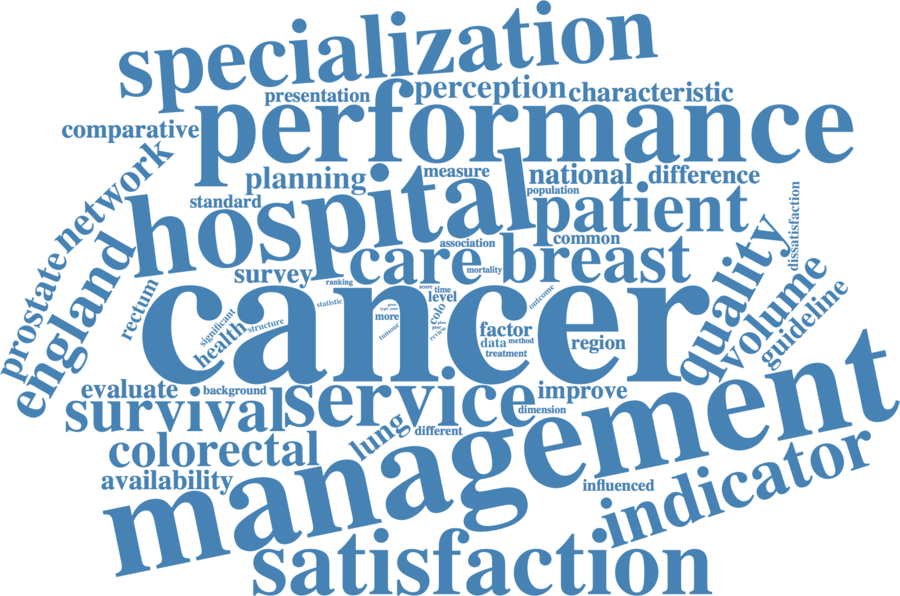 specialization
presentation
perception
characteristic
comparative
performance
network
planning
measure
national
difference
standard
hospital
population
patient
dissatisfaction
prostate
england
association
common
survey
care
mortality
breast
quality
volume
guideline
rectum
ranking
score
time
level
colo
outcome
significant
health
structure
statistic
cancer
more
tumour
review
factor
data
method
treatment
region
evaluate
background
survival
service
improve
dimension
colorectal
lung
different
availability
management
influenced
indicator
satisfaction